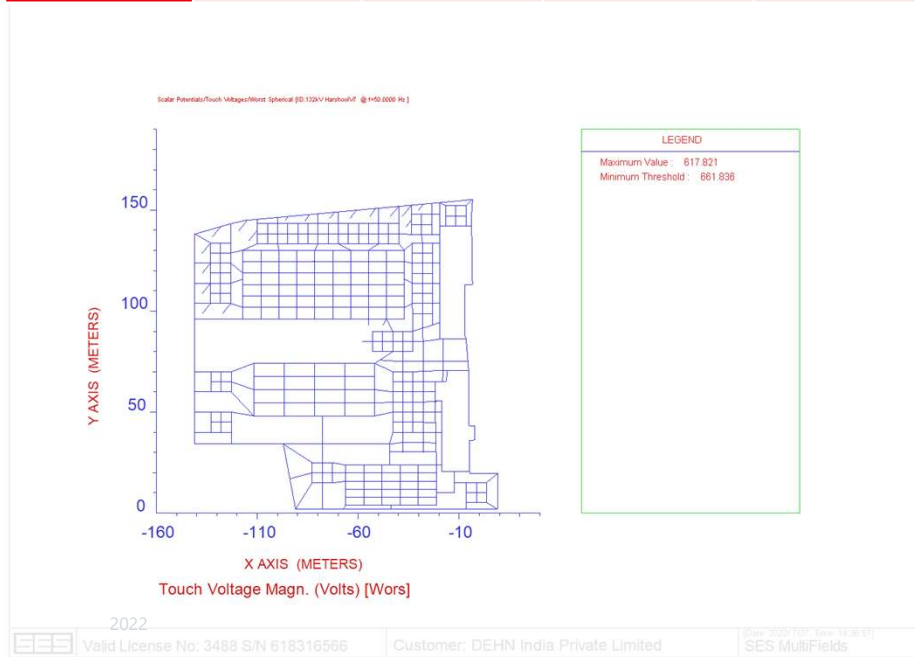 Scalar Potentials/Touch Voltages/Worst Spherical [ID:132kV Harshool\/f @ f=50.0000 Hz ]
LEGEND
Maximum Value : 617.821
Minimum Threshold : 661.836
150
100
50
0
Y AXIS (METERS)
-160 -110 -60 -10
X AXIS (METERS)
Touch Voltage Magn. (Volts) [Wors]
2022
SES
Valid License No: 3488 S/N 618316566
Customer: DEHN India Private Limited
SES MultiFields